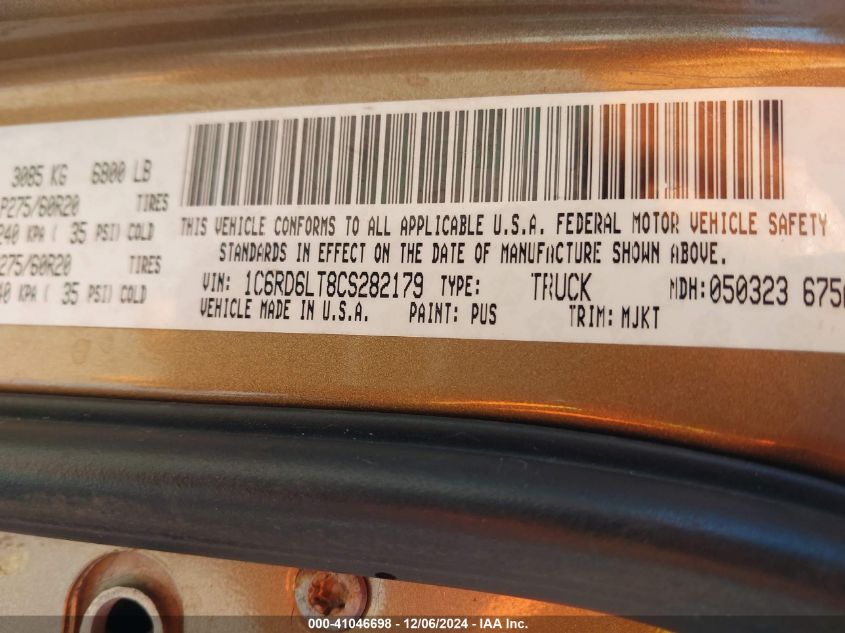 3085 KG 6800 LB
P275/60R20 TIRES
240 KPA ( 35 PSI) COLD
275/60R20 TIRES
40 KPA ( 35 PSI) COLD
THIS VEHICLE CONFORMS TO ALL APPLICABLE U.S.A. FEDERAL MOTOR VEHICLE SAFETY
STANDARDS IN EFFECT ON THE DATE OF MANUFACTURE SHOWN ABOVE.
VIN: 1C6RD6LT8CS282179 TYPE: TRUCK MDH: 050323 675
VEHICLE MADE IN U.S.A. PAINT: PUS TRIM: MJKT
000-41046698 - 12/06/2024 - IAA Inc.